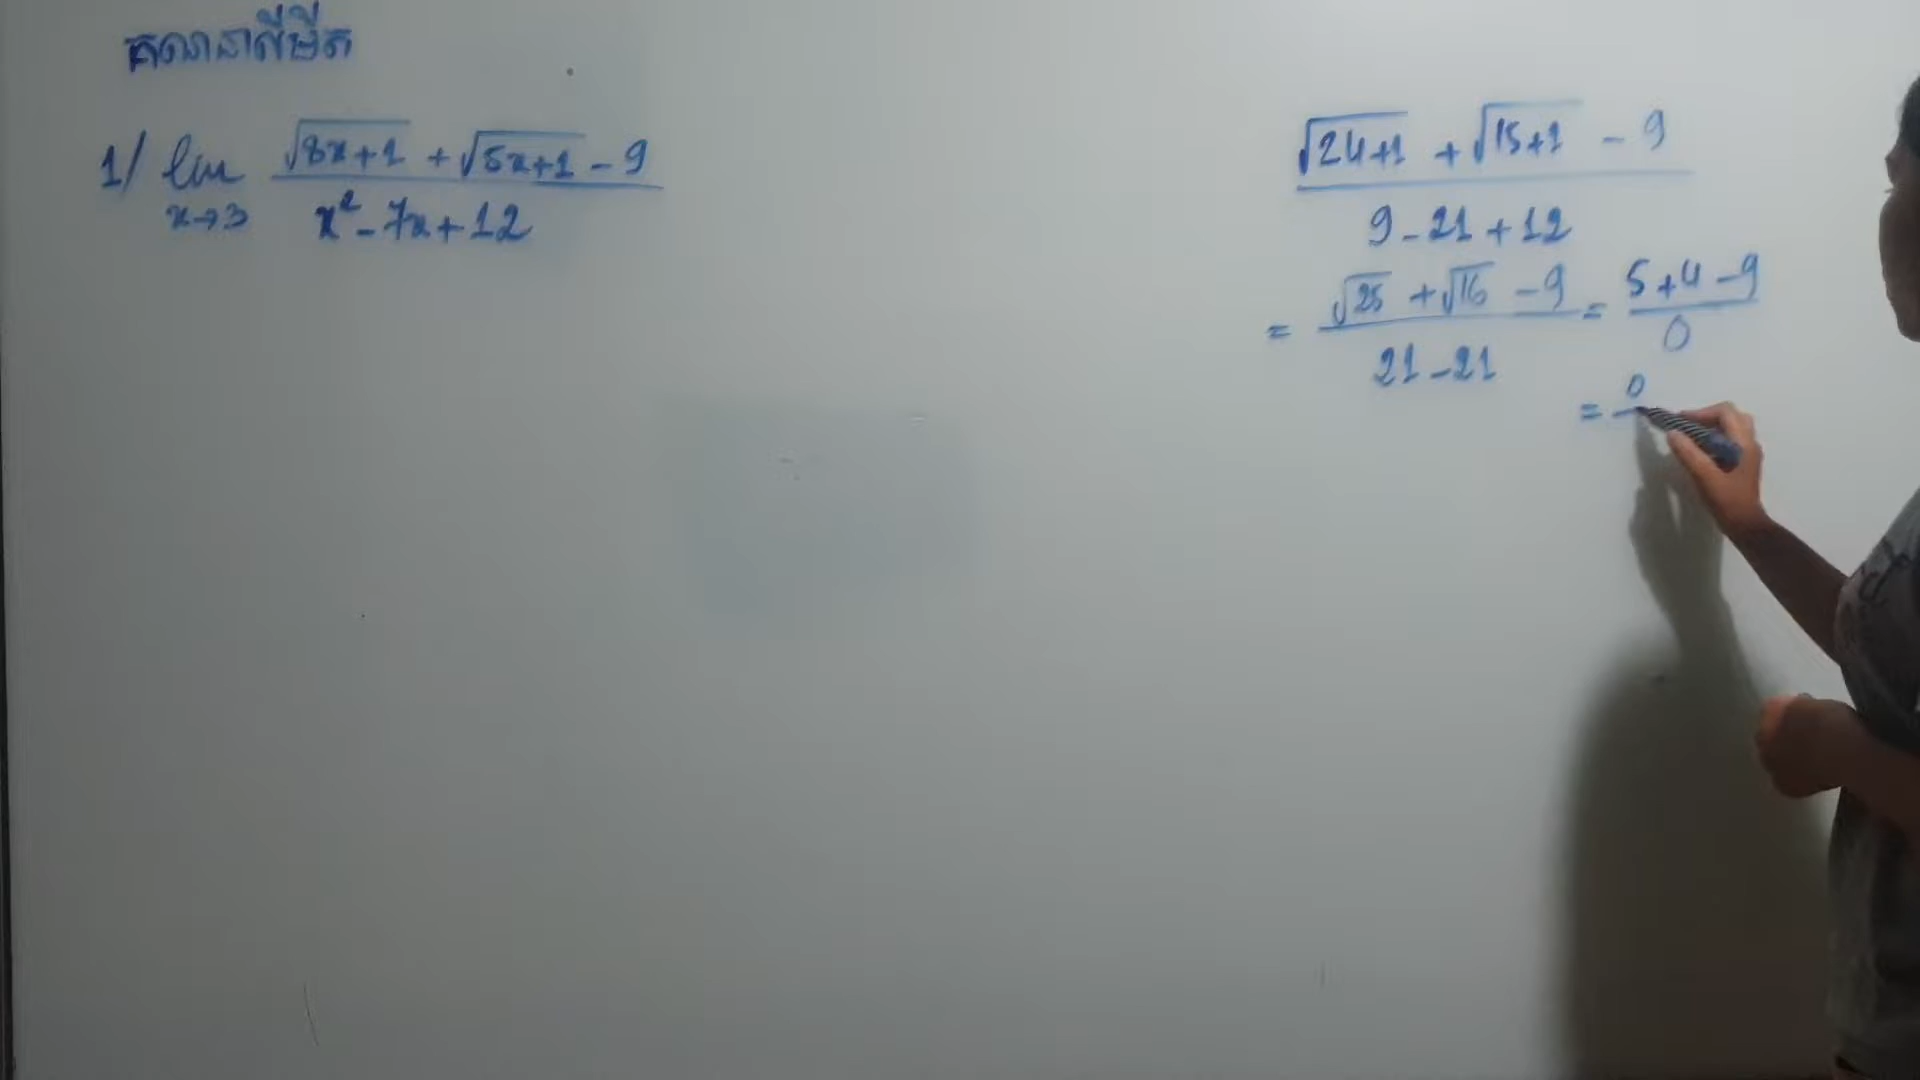 គណនាលីមីត
1/ lim x→3 (√(8x+1) + √(5x+1) - 9) / (x² - 7x + 12)
(√(24+1) + √(15+1) - 9) / (9 - 21 + 12)
= (√25 + √16 - 9) / (21 - 21) = (5 + 4 - 9) / 0
= 0